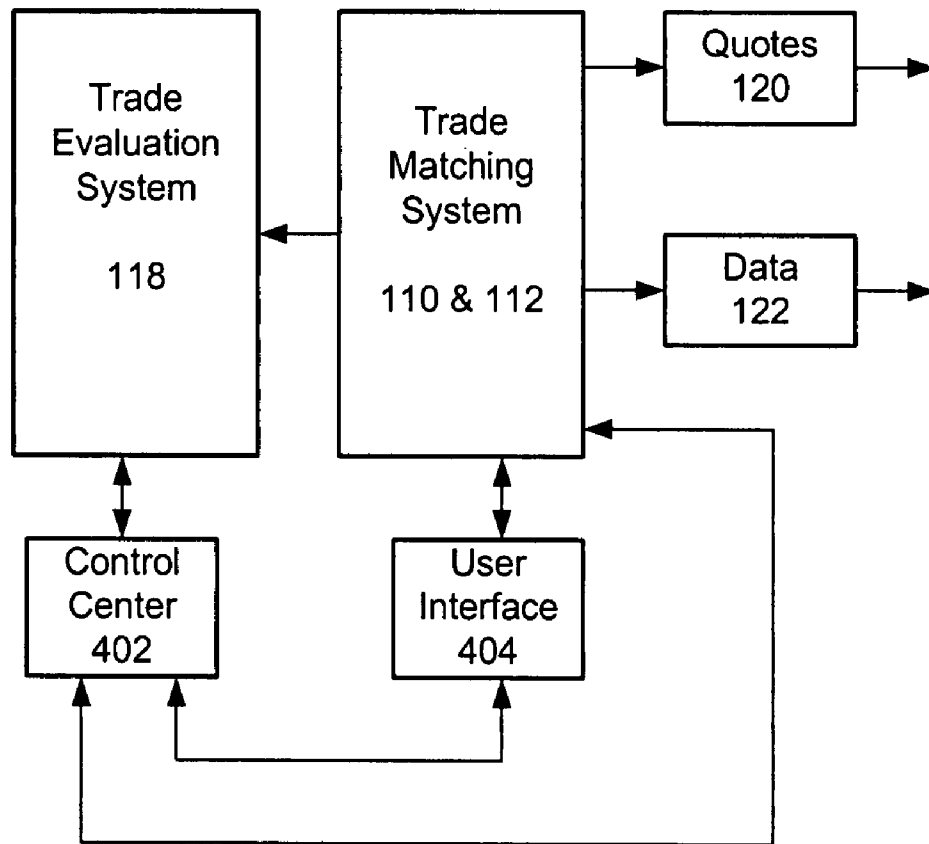 Trade
Evaluation
System
118
Trade
Matching
System
110 & 112
Quotes
120
Data
122
Control
Center
402
User
Interface
404